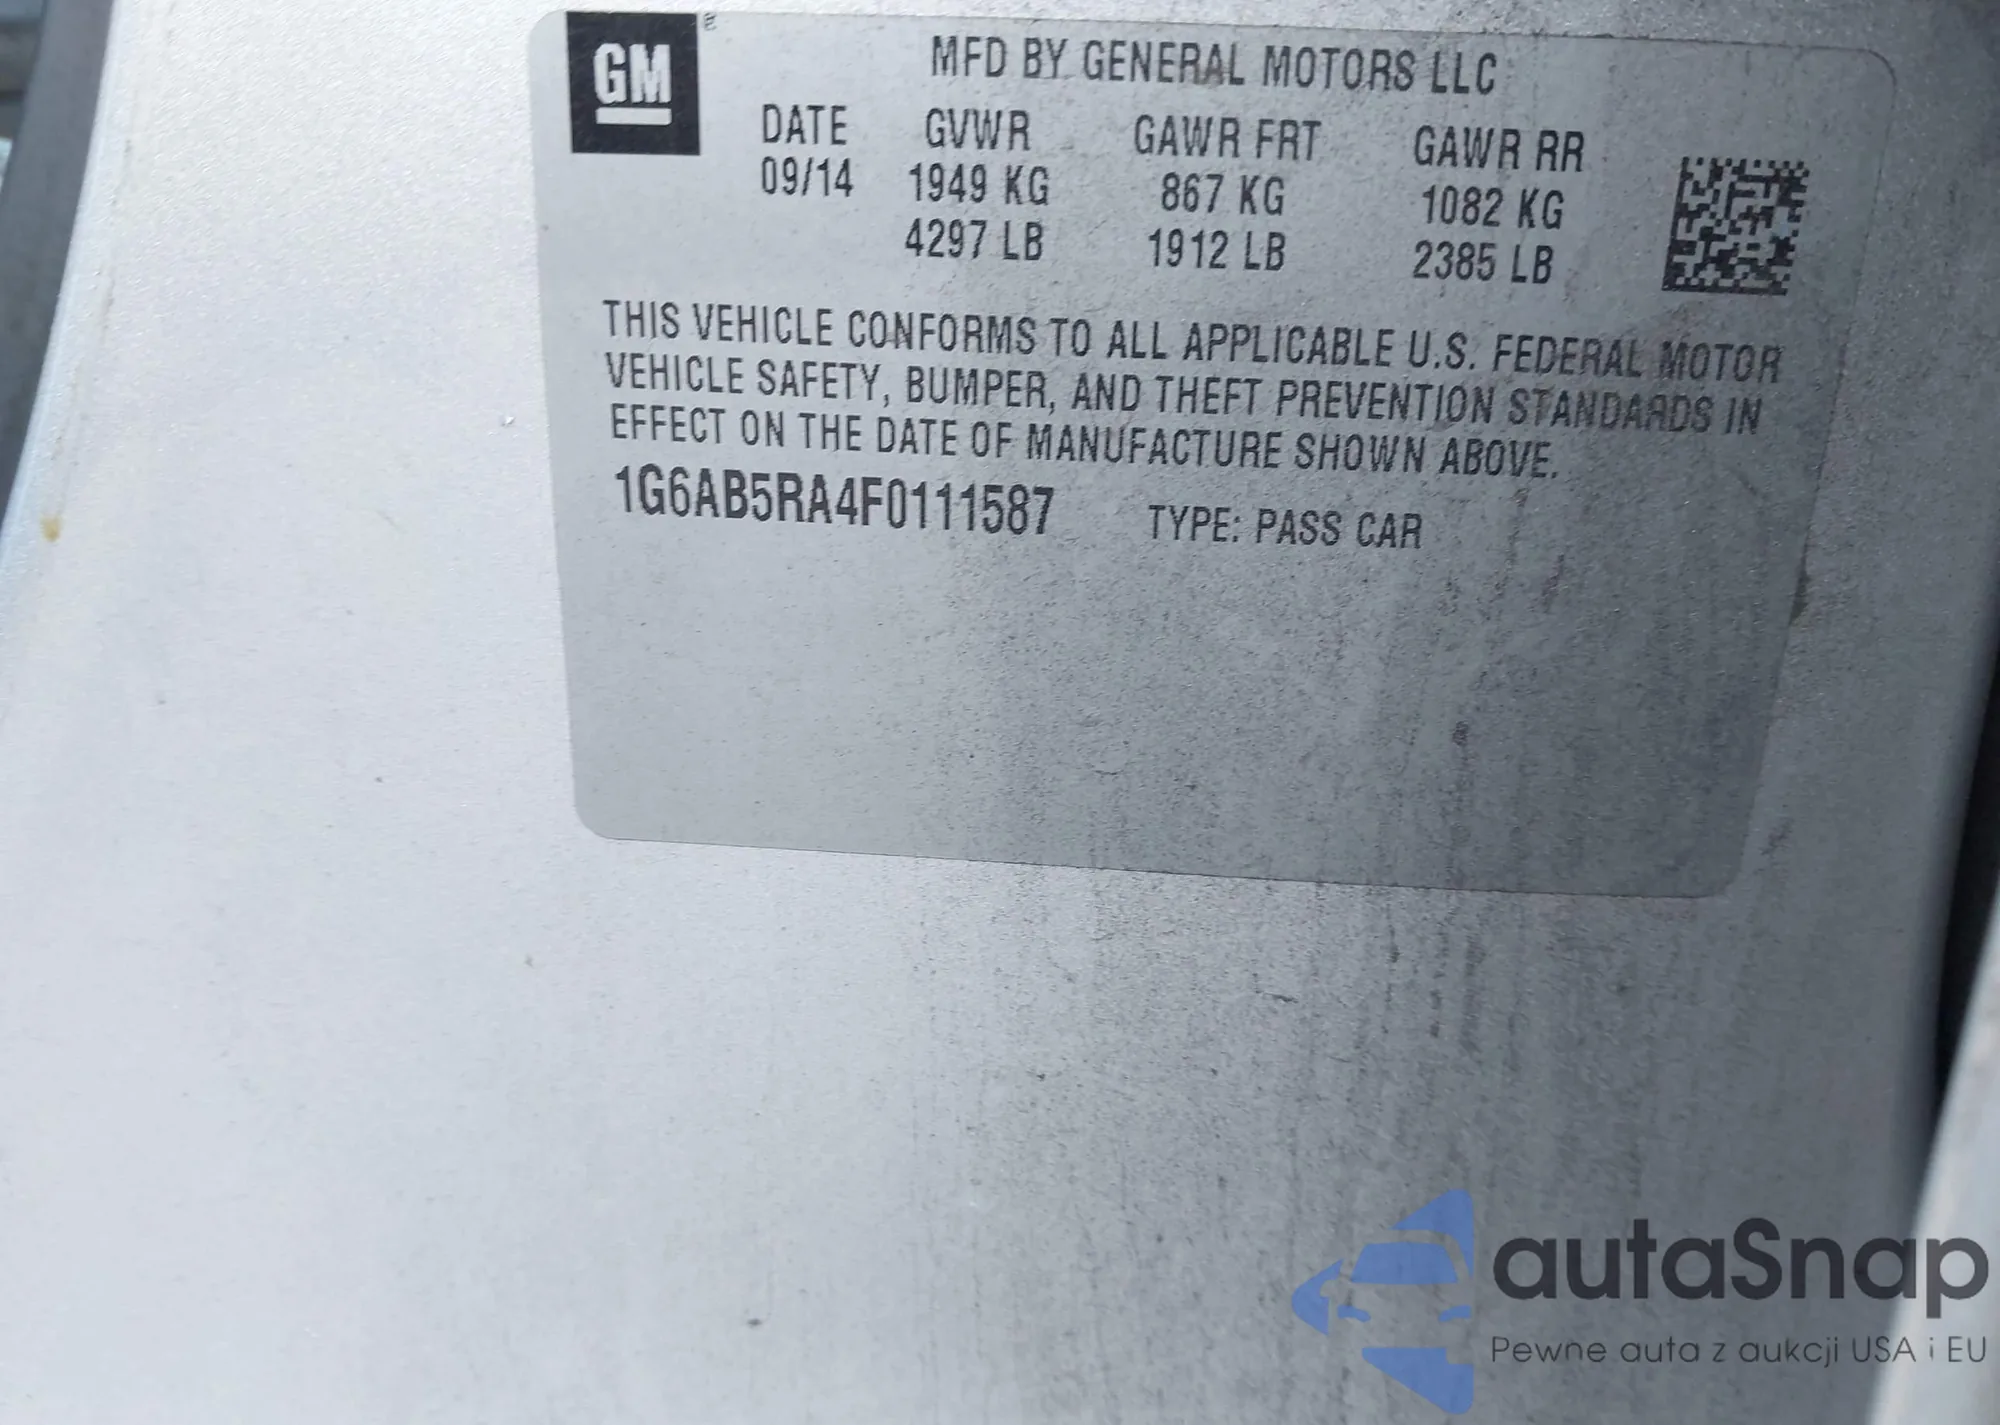 GM
MFD BY GENERAL MOTORS LLC
DATE GVWR GAWR FRT GAWR RR
09/14 1949 KG 867 KG 1082 KG
4297 LB 1912 LB 2385 LB
THIS VEHICLE CONFORMS TO ALL APPLICABLE U.S. FEDERAL MOTOR
VEHICLE SAFETY, BUMPER, AND THEFT PREVENTION STANDARDS IN
EFFECT ON THE DATE OF MANUFACTURE SHOWN ABOVE.
1G6AB5RA4F0111587 TYPE: PASS CAR
autaSnap
Pewne auta z aukcji USA i EU